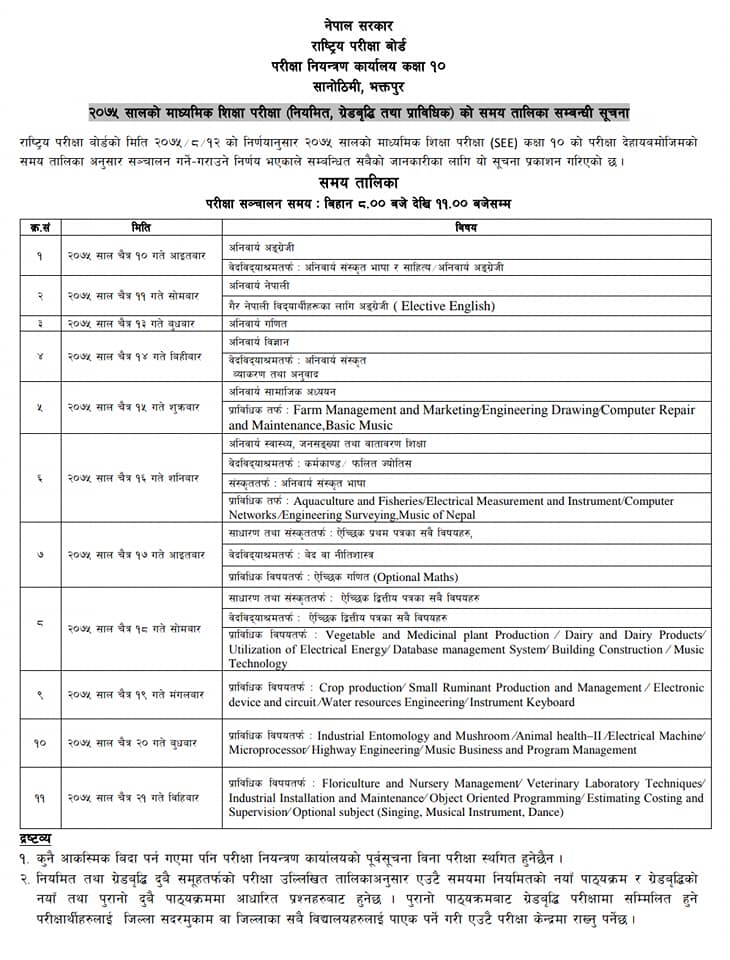 नेपाल सरकार
राष्ट्रिय परीक्षा बोर्ड
परीक्षा नियन्त्रण कार्यालय कक्षा १०
सानोठिमी, भक्तपुर
२०७५ सालको माध्यमिक शिक्षा परीक्षा (नियमित, ग्रेडबृद्धि तथा प्राविधिक) को समय तालिका सम्बन्धी सूचना
राष्ट्रिय परीक्षा बोर्डको मिति २०७५/८/१२ को निर्णयानुसार २०७५ सालको माध्यमिक शिक्षा परीक्षा (SEE) कक्षा १० को परीक्षा देहायबमोजिमको
समय तालिका अनुसार सञ्चालन गर्ने-गराउने निर्णय भएकाले सम्बन्धित सबैको जानकारीका लागि यो सूचना प्रकाशन गरिएको छ ।
समय तालिका
परीक्षा सञ्चालन समय : बिहान ८.०० बजे देखि ११.०० बजेसम्म
क्र.सं मिति विषय
१ २०७५ साल चैत्र १० गते आइतबार अनिवार्य अङ्ग्रेजी
वेदविद्याश्रमतर्फ : अनिवार्य संस्कृत भाषा र साहित्य/अनिवार्य अङ्ग्रेजी
२ २०७५ साल चैत्र ११ गते सोमबार अनिवार्य नेपाली
गैर नेपाली विद्यार्थीहरूका लागि अङ्ग्रेजी ( Elective English)
३ २०७५ साल चैत्र १३ गते बुधबार अनिवार्य गणित
४ २०७५ साल चैत्र १४ गते बिहीबार अनिवार्य विज्ञान
वेदविद्याश्रमतर्फ : अनिवार्य संस्कृत
व्याकरण तथा अनुवाद
५ २०७५ साल चैत्र १५ गते शुक्रबार अनिवार्य सामाजिक अध्ययन
प्राविधिक तर्फ : Farm Management and Marketing/Engineering Drawing/Computer Repair
and Maintenance,Basic Music
६ २०७५ साल चैत्र १६ गते शनिबार अनिवार्य स्वास्थ्य, जनसङ्ख्या तथा वातावरण शिक्षा
वेदविद्याश्रमतर्फ : कर्मकाण्ड/ फलित ज्योतिस
संस्कृततर्फ : अनिवार्य संस्कृत भाषा
प्राविधिक तर्फ : Aquaculture and Fisheries/Electrical Measurement and Instrument/Computer
Networks/Engineering Surveying,Music of Nepal
७ २०७५ साल चैत्र १७ गते आइतबार साधारण तथा संस्कृततर्फ : ऐच्छिक प्रथम पत्रका सबै विषयहरु,
वेदविद्याश्रमतर्फ : बेद वा नीतिशास्त्र
प्राविधिक विषयतर्फ : ऐच्छिक गणित (Optional Maths)
८ २०७५ साल चैत्र १८ गते सोमबार साधारण तथा संस्कृततर्फ : ऐच्छिक द्वित्तीय पत्रका सबै विषयहरु
वेदविद्याश्रमतर्फ : ऐच्छिक द्वित्तीय पत्रका सबै विषयहरु
प्राविधिक विषयतर्फ : Vegetable and Medicinal plant Production / Dairy and Dairy Products/
Utilization of Electrical Energy/ Database management System/ Building Construction / Music
Technology
९ २०७५ साल चैत्र १९ गते मंगलबार प्राविधिक विषयतर्फ : Crop production/ Small Ruminant Production and Management / Electronic
device and circuit/Water resources Engineering/Instrument Keyboard
१० २०७५ साल चैत्र २० गते बुधबार प्राविधिक विषयतर्फ : Industrial Entomology and Mushroom /Animal health–II /Electrical Machine/
Microprocessor/ Highway Engineering/Music Business and Program Management
११ २०७५ साल चैत्र २१ गते विहिबार प्राविधिक विषयतर्फ : Floriculture and Nursery Management/ Veterinary Laboratory Techniques/
Industrial Installation and Maintenance/Object Oriented Programming/ Estimating Costing and
Supervision/Optional subject (Singing, Musical Instrument, Dance)
द्रष्टव्य
१. कुनै आकस्मिक बिदा पर्न गएमा पनि परीक्षा नियन्त्रण कार्यालयको पूर्वसूचना विना परीक्षा स्थगित हुनेछैन ।
२. नियमित तथा ग्रेडबृद्धि दुबै समूहतर्फको परीक्षा उल्लिखित तालिकाअनुसार एउटै समयमा नियमितको नयाँ पाठ्यक्रम र ग्रेडबृद्धिको
नयाँ तथा पुरानो दुबै पाठ्यक्रममा आधारित प्रश्नहरुबाट हुनेछ । पुरानो पाठ्यक्रमबाट ग्रेडबृद्धि परीक्षामा सम्मिलित हुने
परीक्षार्थीहरुलाई जिल्ला सदरमुकाम वा जिल्लाका सबै विद्यालयहरुलाई पाएक पर्ने गरी एउटै परीक्षा केन्द्रमा राख्नु पर्नेछ ।